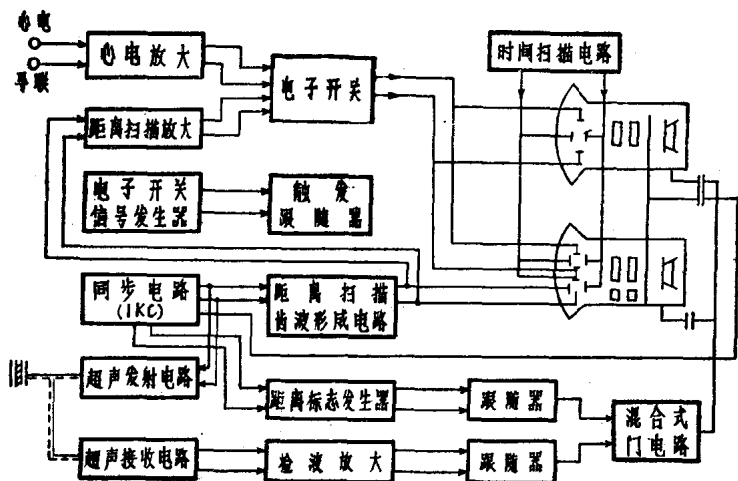 心电
心电放大
导联
电子开关
时间扫描电路
距离扫描放大
电子开关
信号发生器
触发
跟随器
同步电路
(1KC)
距离扫描
齿波形成电路
超声发射电路
距离标志发生器
跟随器
混合式
门电路
超声接收电路
检波放大
跟随器